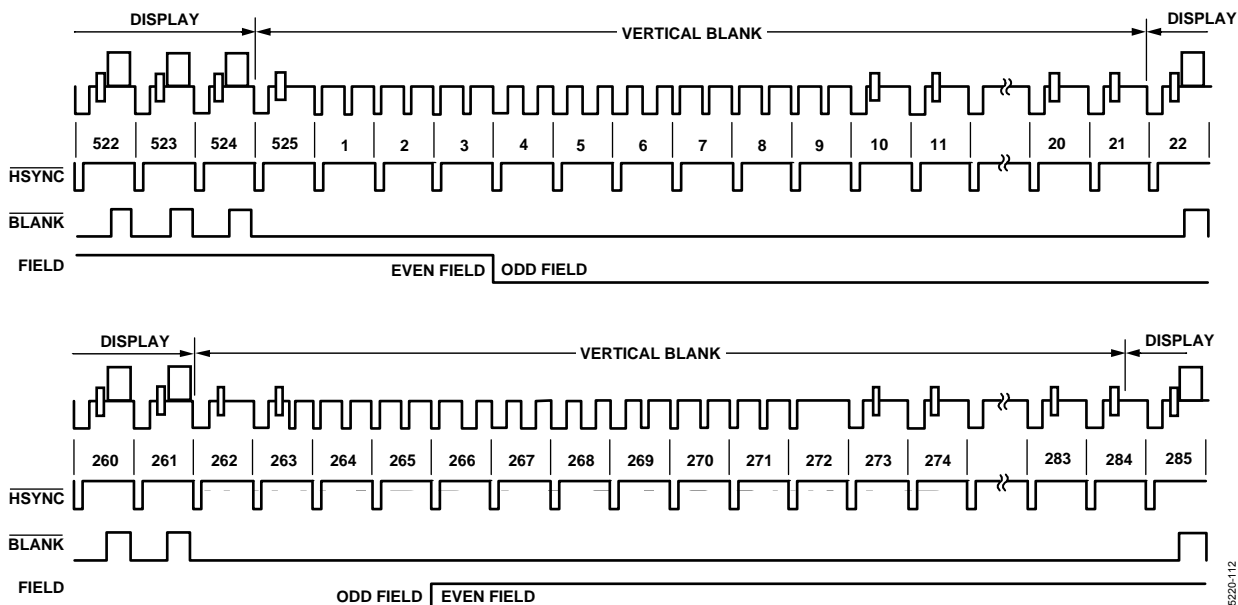 DISPLAY VERTICAL BLANK DISPLAY
522 523 524 525 1 2 3 4 5 6 7 8 9 10 11 20 21 22
HSYNC
BLANK
FIELD EVEN FIELD ODD FIELD
DISPLAY VERTICAL BLANK DISPLAY
260 261 262 263 264 265 266 267 268 269 270 271 272 273 274 283 284 285
HSYNC
BLANK
FIELD ODD FIELD EVEN FIELD
5220-112